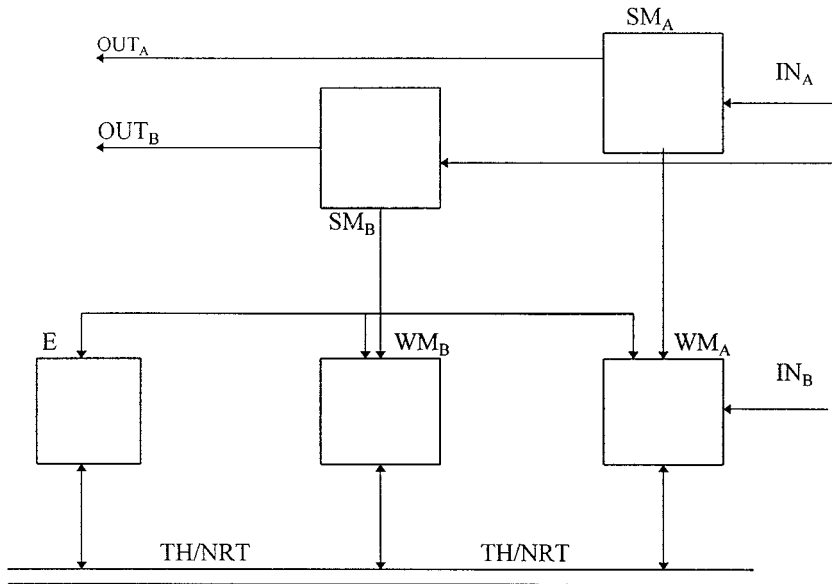 SM_A
OUT_A
IN_A
OUT_B
SM_B
E
WM_B
WM_A
IN_B
TH/NRT
TH/NRT